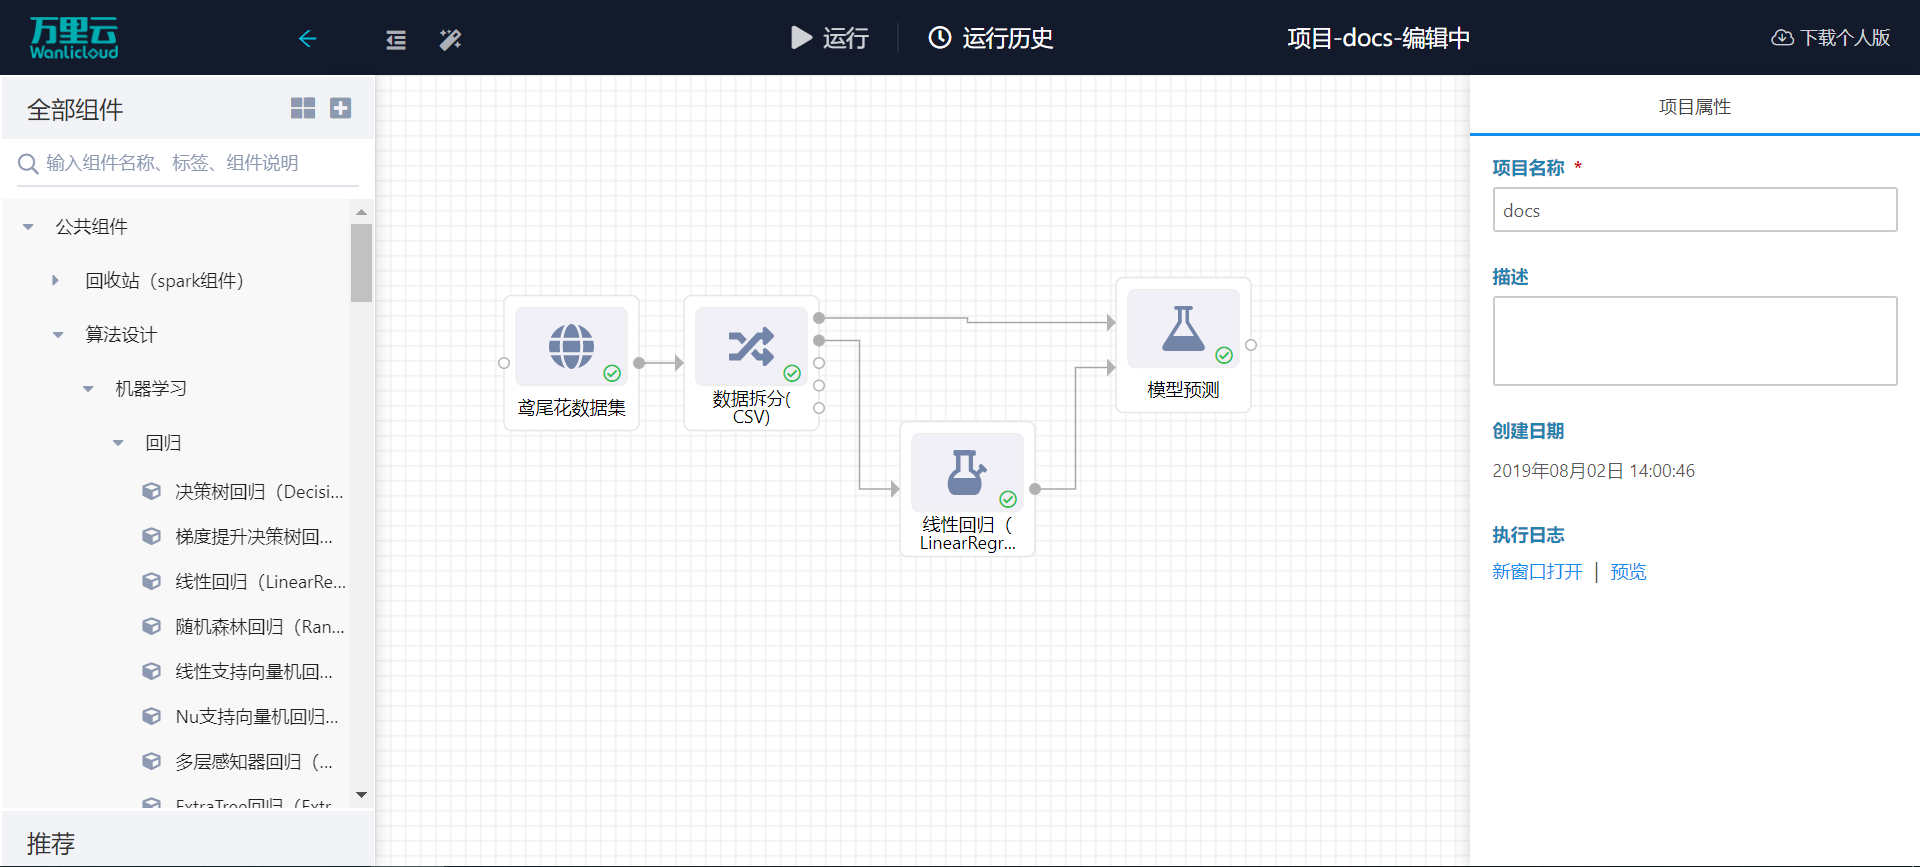 万里云
Wanlicloud
运行
运行历史
项目-docs-编辑中
下载个人版
全部组件
输入组件名称、标签、组件说明
公共组件
回收站（spark组件）
算法设计
机器学习
回归
决策树回归（Decisi...
梯度提升决策树回...
线性回归（LinearRe...
随机森林回归（Ran...
线性支持向量机回...
Nu支持向量机回归...
多层感知器回归（...
ExtraTree回归（Extr
推荐
鸢尾花数据集
数据拆分(
CSV)
线性回归（
LinearRegr...
模型预测
项目属性
项目名称 *
docs
描述
创建日期
2019年08月02日 14:00:46
执行日志
新窗口打开 | 预览